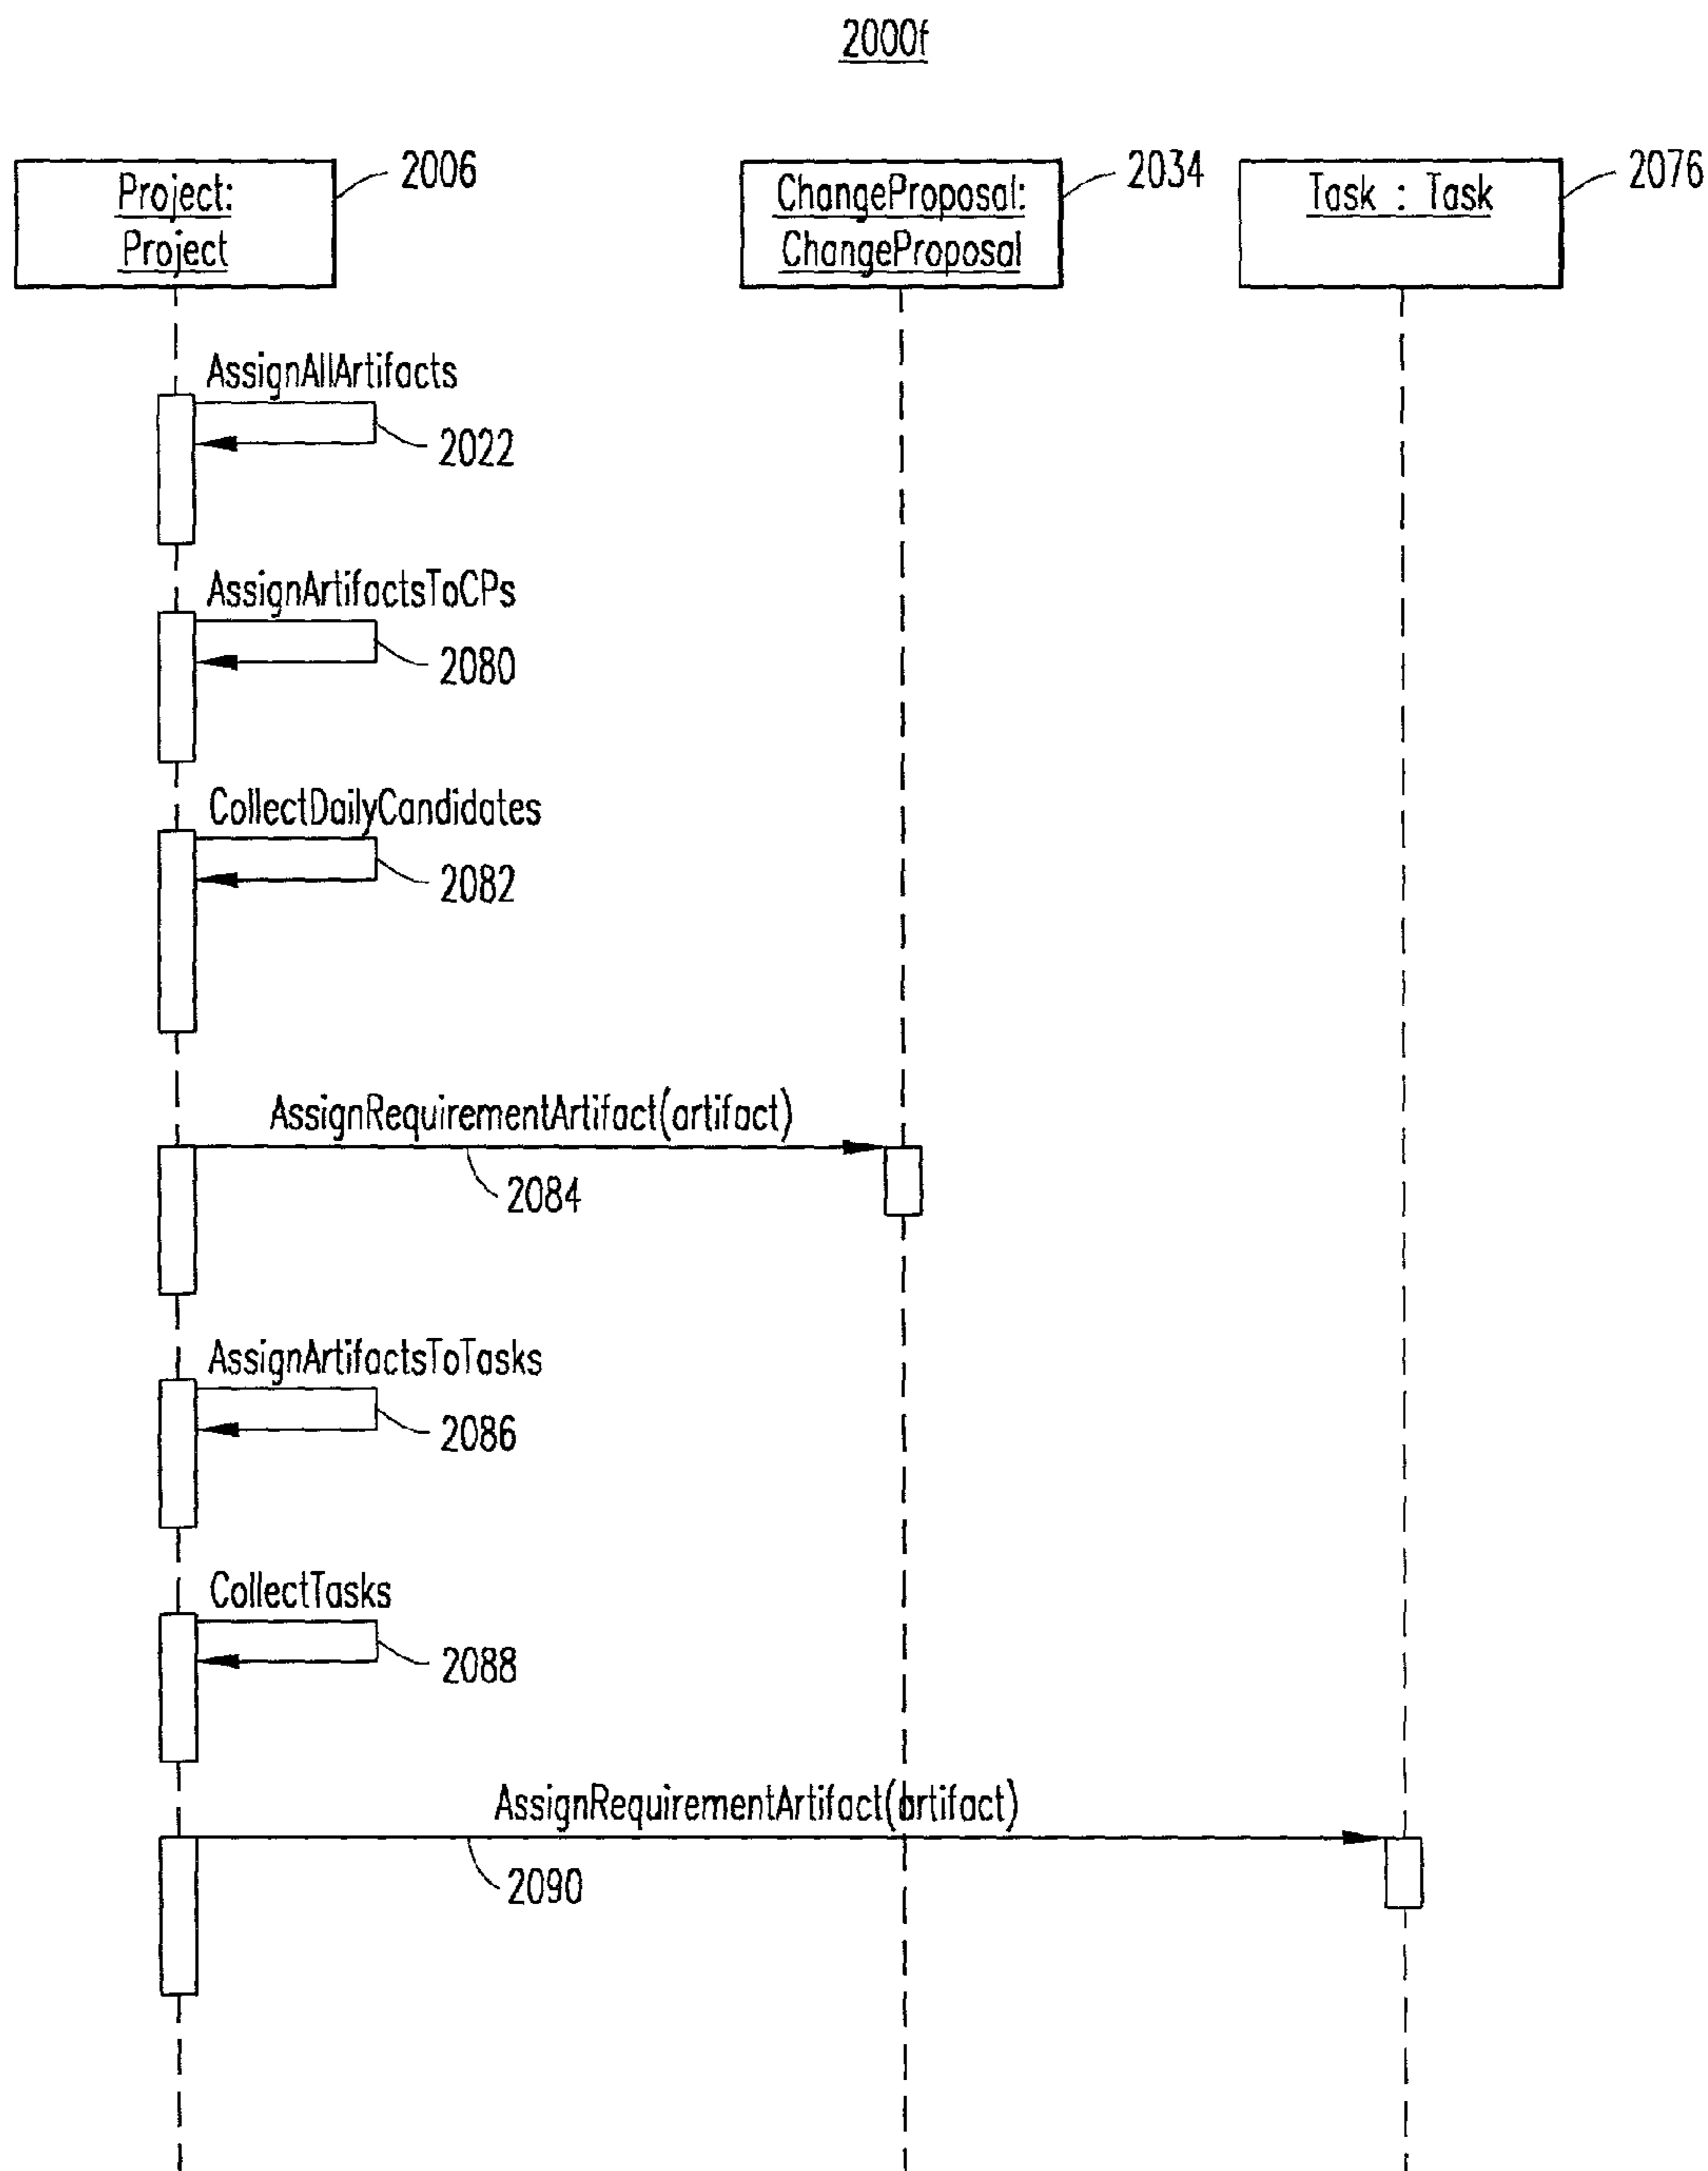 2000f
Project:
Project
2006
ChangeProposal:
ChangeProposal
2034
Task : Task
2076
AssignAllArtifacts
2022
AssignArtifactsToCPs
2080
CollectDailyCandidates
2082
AssignRequirementArtifact(artifact)
2084
AssignArtifactsToTasks
2086
CollectTasks
2088
AssignRequirementArtifact(artifact)
2090